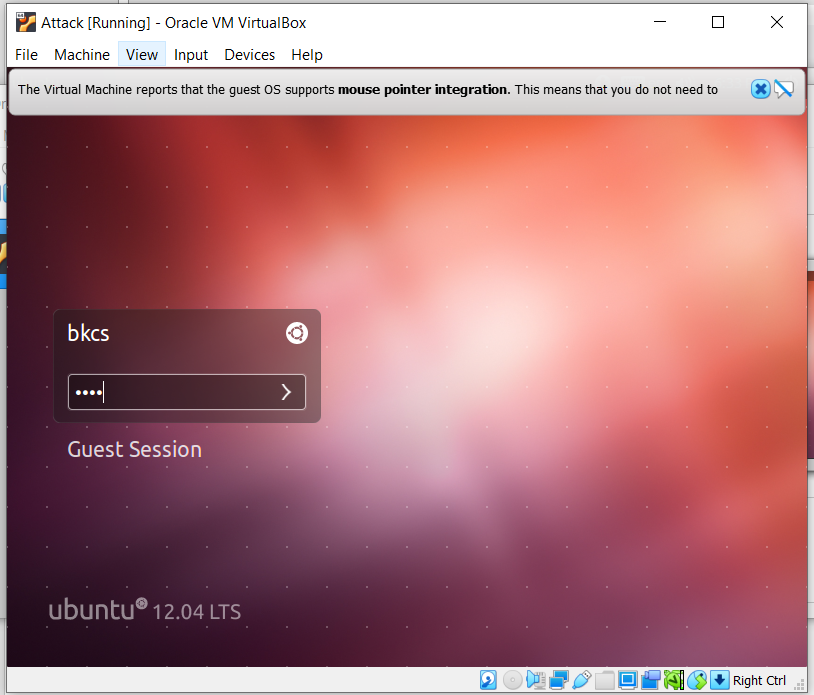 Attack [Running] - Oracle VM VirtualBox
File Machine View Input Devices Help
The Virtual Machine reports that the guest OS supports mouse pointer integration. This means that you do not need to
bkcs
••••
Guest Session
ubuntu 12.04 LTS
Right Ctrl